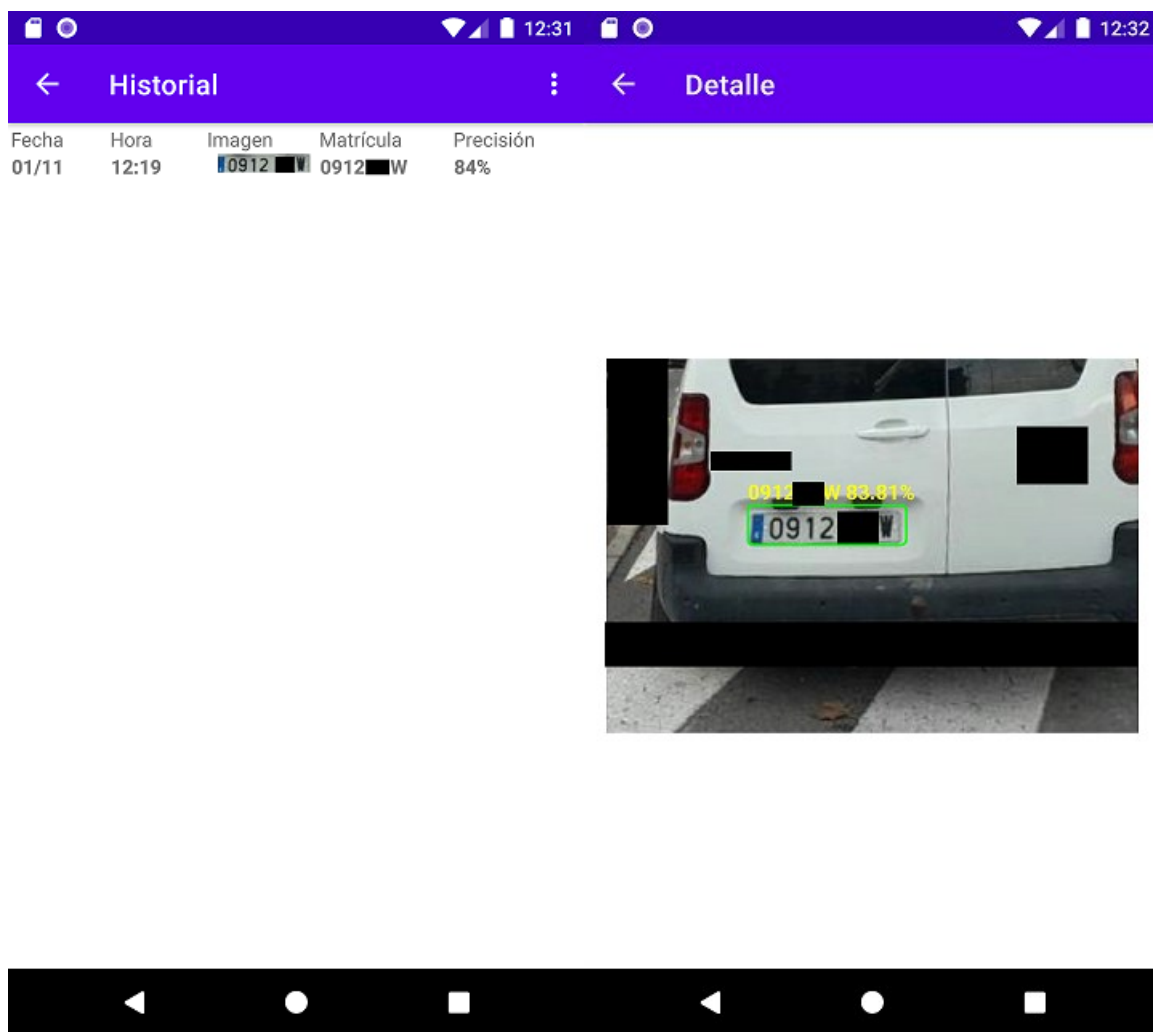 12:31
Historial
Fecha Hora Imagen Matrícula Precisión
01/11 12:19 0912 W 0912 W 84%
12:32
Detalle
0912 W 83.81%
0912 W